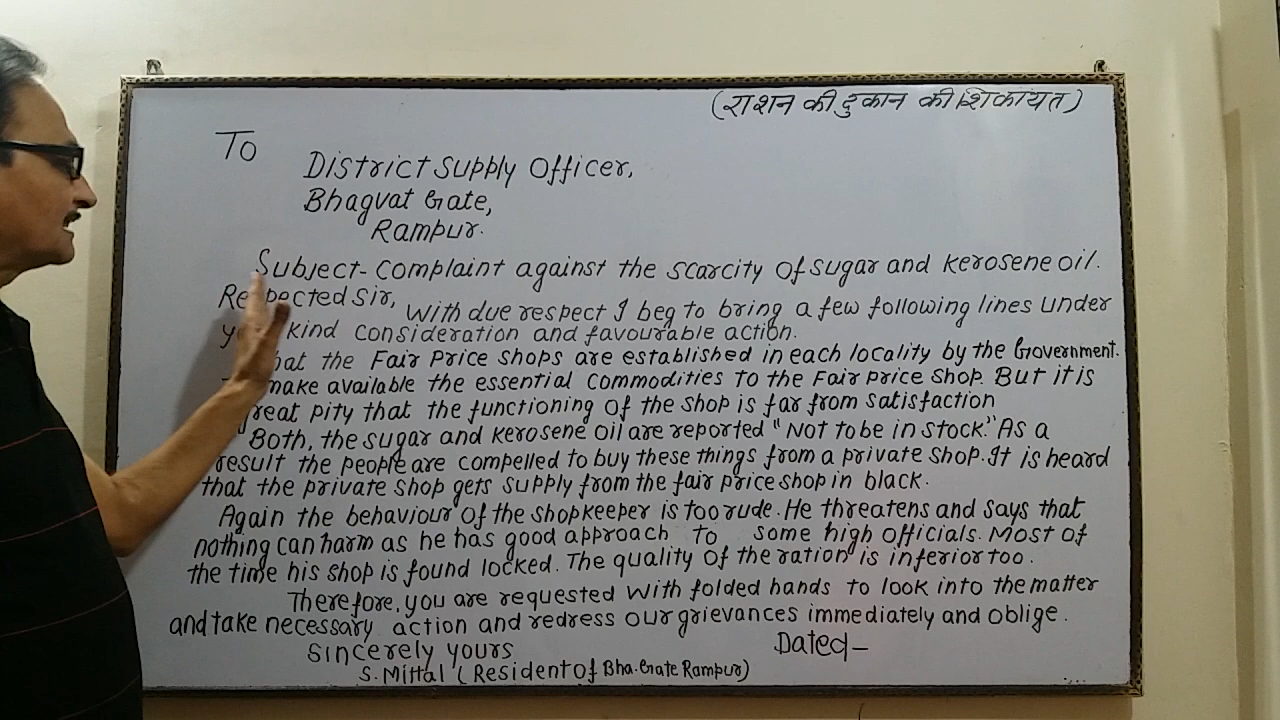 (राशन की दुकान की शिकायत)
To
District Supply Officer,
Bhagvat Gate,
Rampur.
Subject- Complaint against the scarcity of sugar and kerosene oil.
Respected Sir, With due respect I beg to bring a few following lines under
kind consideration and favourable action.
the Fair Price shops are established in each locality by the Government.
make available the essential commodities to the Fair price shop. But it is
pity that the functioning of the shop is far from satisfaction
Both, the sugar and kerosene oil are reported "Not to be in stock." As a
result the people are compelled to buy these things from a private shop. It is heard
that the private shop gets supply from the fair price shop in black.
Again the behaviour of the shopkeeper is too rude. He threatens and says that
nothing can harm as he has good approach to some high officials. Most of
the time his shop is found locked. The quality of the ration is inferior too.
Therefore, you are requested with folded hands to look into the matter
and take necessary action and redress our grievances immediately and oblige.
Sincerely yours
Dated-
S. Mittal (Resident of Bha. Gate Rampur)